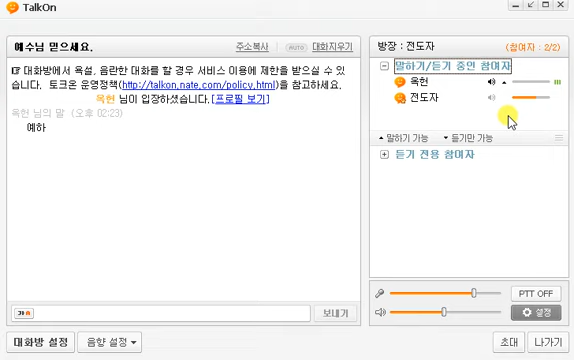 TalkOn
예수님 믿으세요.
주소복사 AUTO 대화지우기
☞ 대화방에서 욕설, 음란한 대화를 할 경우 서비스 이용에 제한을 받으실 수 있
습니다. 토크온 운영정책(http://talkon.nate.com/policy.html)을 참고하세요.
옥헌 님이 입장하셨습니다.[프로필 보기]
옥헌 님의 말 (오후 02:23)
예하
가
보내기
대화방 설정
음향 설정
방장 : 전도자
(참여자 : 2/2)
말하기/듣기 중인 참여자
옥헌
전도자
말하기 가능
듣기만 가능
듣기 전용 참여자
PTT OFF
설정
초대
나가기